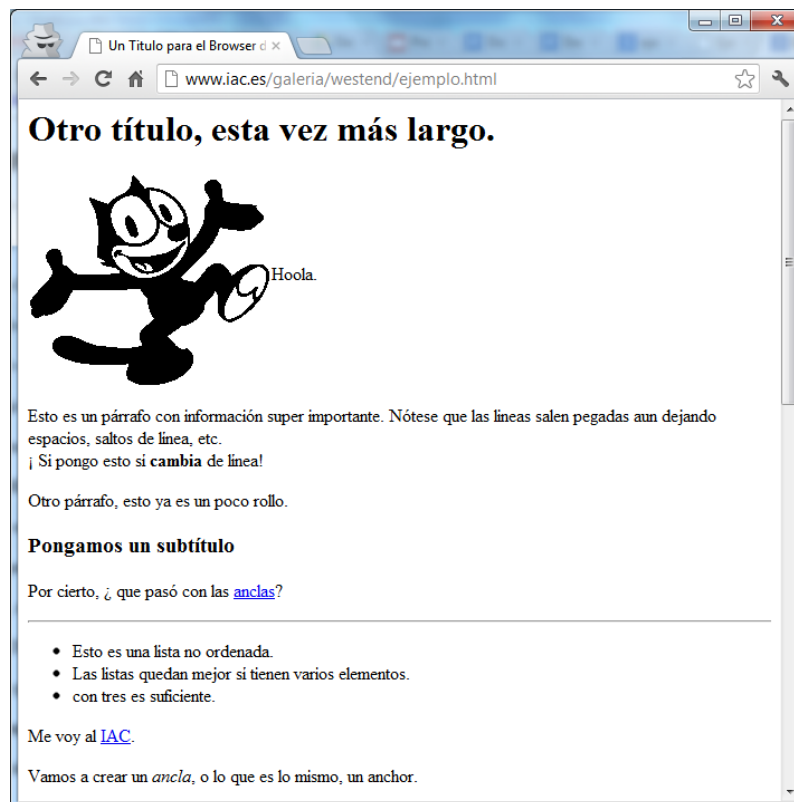 Un Titulo para el Browser d
www.iac.es/galeria/westend/ejemplo.html
Otro título, esta vez más largo.
Hoola.
Esto es un párrafo con información super importante. Nótese que las lineas salen pegadas aun dejando
espacios, saltos de línea, etc.
¡ Si pongo esto sí cambia de linea!
Otro párrafo, esto ya es un poco rollo.
Pongamos un subtítulo
Por cierto, ¿ que pasó con las anclas?
Esto es una lista no ordenada.
Las listas quedan mejor si tienen varios elementos.
con tres es suficiente.
Me voy al IAC.
Vamos a crear un ancla, o lo que es lo mismo, un anchor.